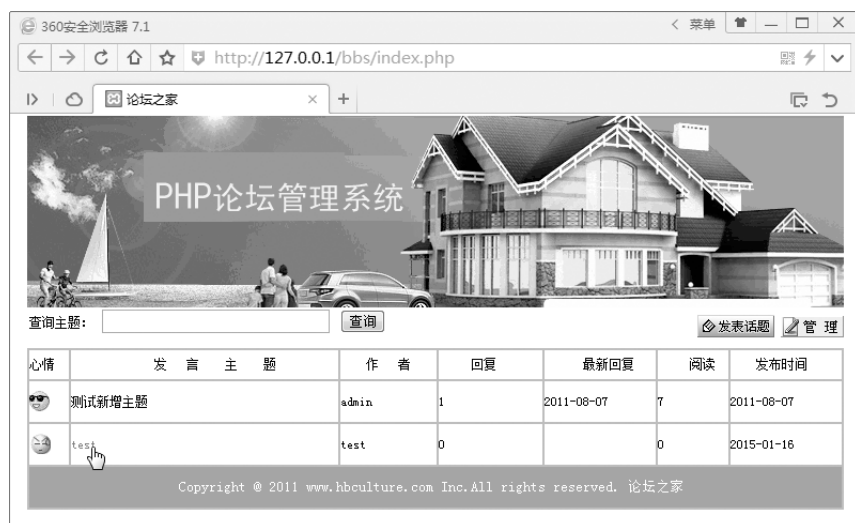 360安全浏览器 7.1
菜单
http://127.0.0.1/bbs/index.php
论坛之家
PHP论坛管理系统
查询主题： 查询 发表话题 管 理
心情 发 言 主 题 作 者 回复 最新回复 阅读 发布时间
测试新增主题 admin 1 2011-08-07 7 2011-08-07
test test 0 0 2015-01-16
Copyright @ 2011 www.hbculture.com Inc.All rights reserved. 论坛之家